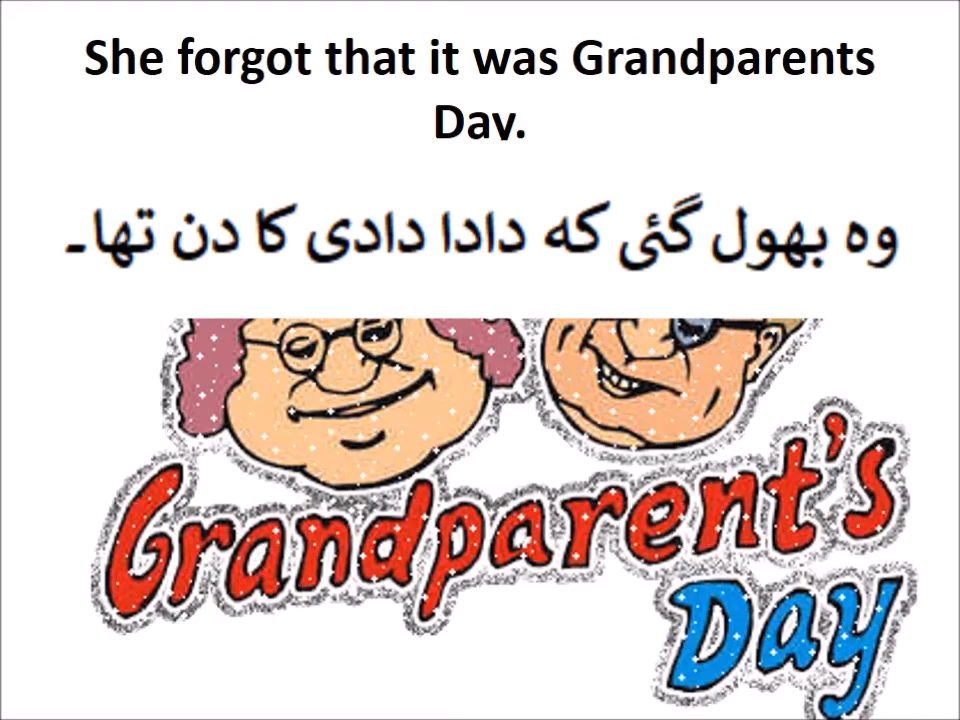 She forgot that it was Grandparents
Day.
وہ بھول گئی کہ دادا دادی کا دن تھا۔
Grandparent's
Day